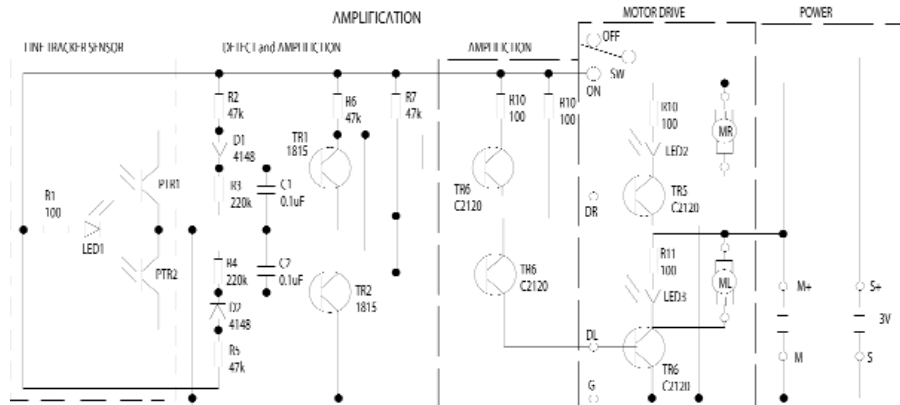 AMPLIFICATION
MOTOR DRIVE
POWER
LINE TRACKER SENSOR
DETECT and AMPLIFICTION
AMPLIFICTION
OFF
SW
ON
R2
47k
R6
47k
R7
47k
R10
100
R10
100
R10
100
MR
D1
4148
TR1
1815
LED2
PTR1
R3
220k
C1
0.1uF
TR6
C2120
TR5
C2120
R1
100
DR
LED1
PTR2
R4
220k
C2
0.1uF
TR6
C2120
R11
100
ML
M+
S+
D2
4148
TR2
1815
LED3
3V
DL
R5
47k
TR6
C2120
M
S
G